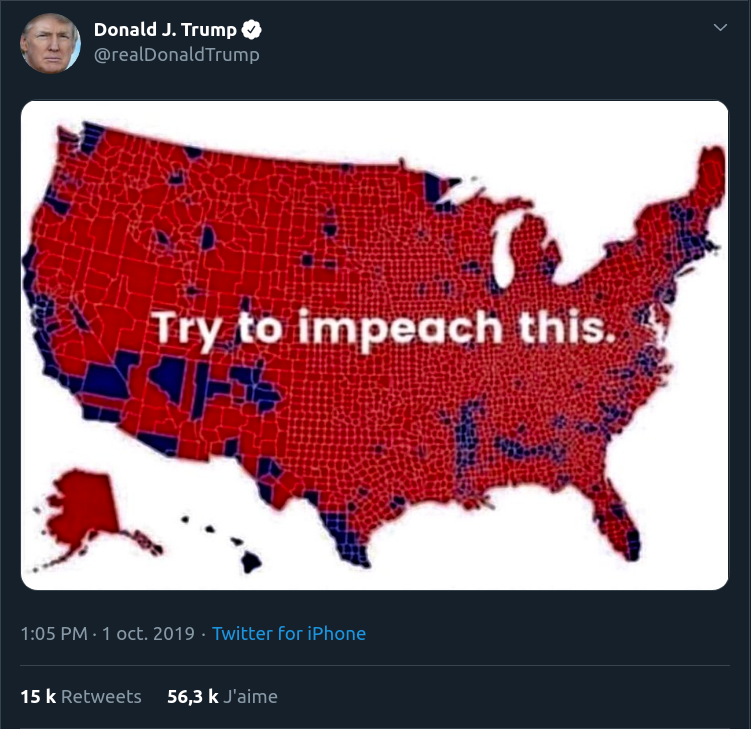 Donald J. Trump
@realDonaldTrump
Try to impeach this.
1:05 PM · 1 oct. 2019 · Twitter for iPhone
15 k Retweets 56,3 k J'aime